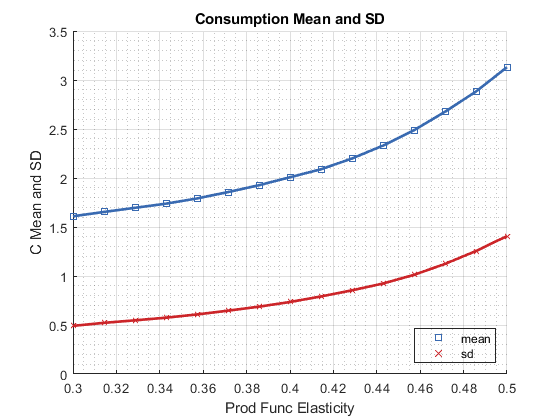 Consumption Mean and SD
C Mean and SD
3.5
3
2.5
2
1.5
1
0.5
0
0.3 0.32 0.34 0.36 0.38 0.4 0.42 0.44 0.46 0.48 0.5
Prod Func Elasticity
mean
sd